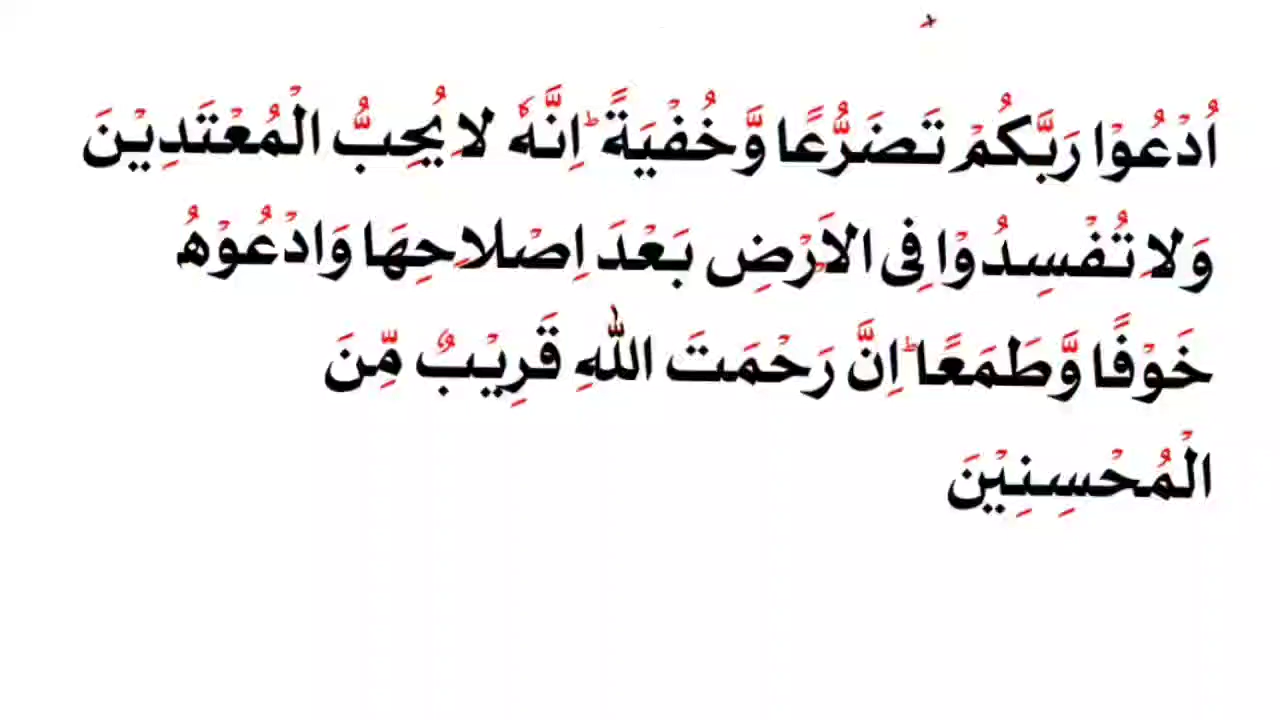 اُدْعُوْا رَبَّكُمْ تَضَرُّعًا وَّخُفْيَةً ؕ اِنَّهٗ لَا يُحِبُّ الْمُعْتَدِيْنَ
وَلَا تُفْسِدُوْا فِى الْاَرْضِ بَعْدَ اِصْلَاحِهَا وَادْعُوْهُ
خَوْفًا وَّطَمَعًا ؕ اِنَّ رَحْمَتَ اللّٰهِ قَرِيْبٌ مِّنَ
الْمُحْسِنِيْنَ